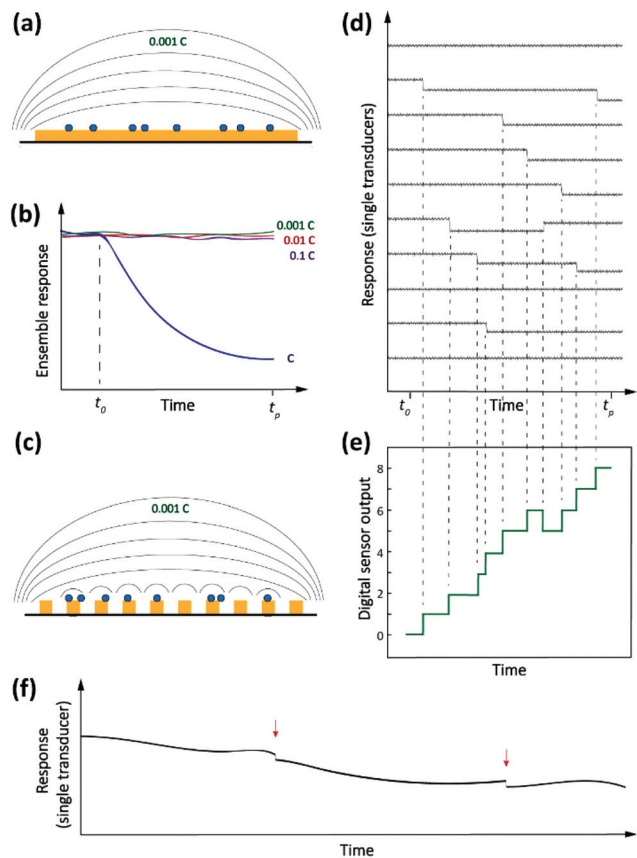 (a)
0.001 C
(b)
Ensemble response
0.001 C
0.01 C
0.1 C
C
t₀
Time
tₚ
(c)
0.001 C
(d)
Response (single transducers)
t₀
Time
tₚ
(e)
Digital sensor output
8
6
4
2
0
Time
(f)
Response
(single transducer)
Time